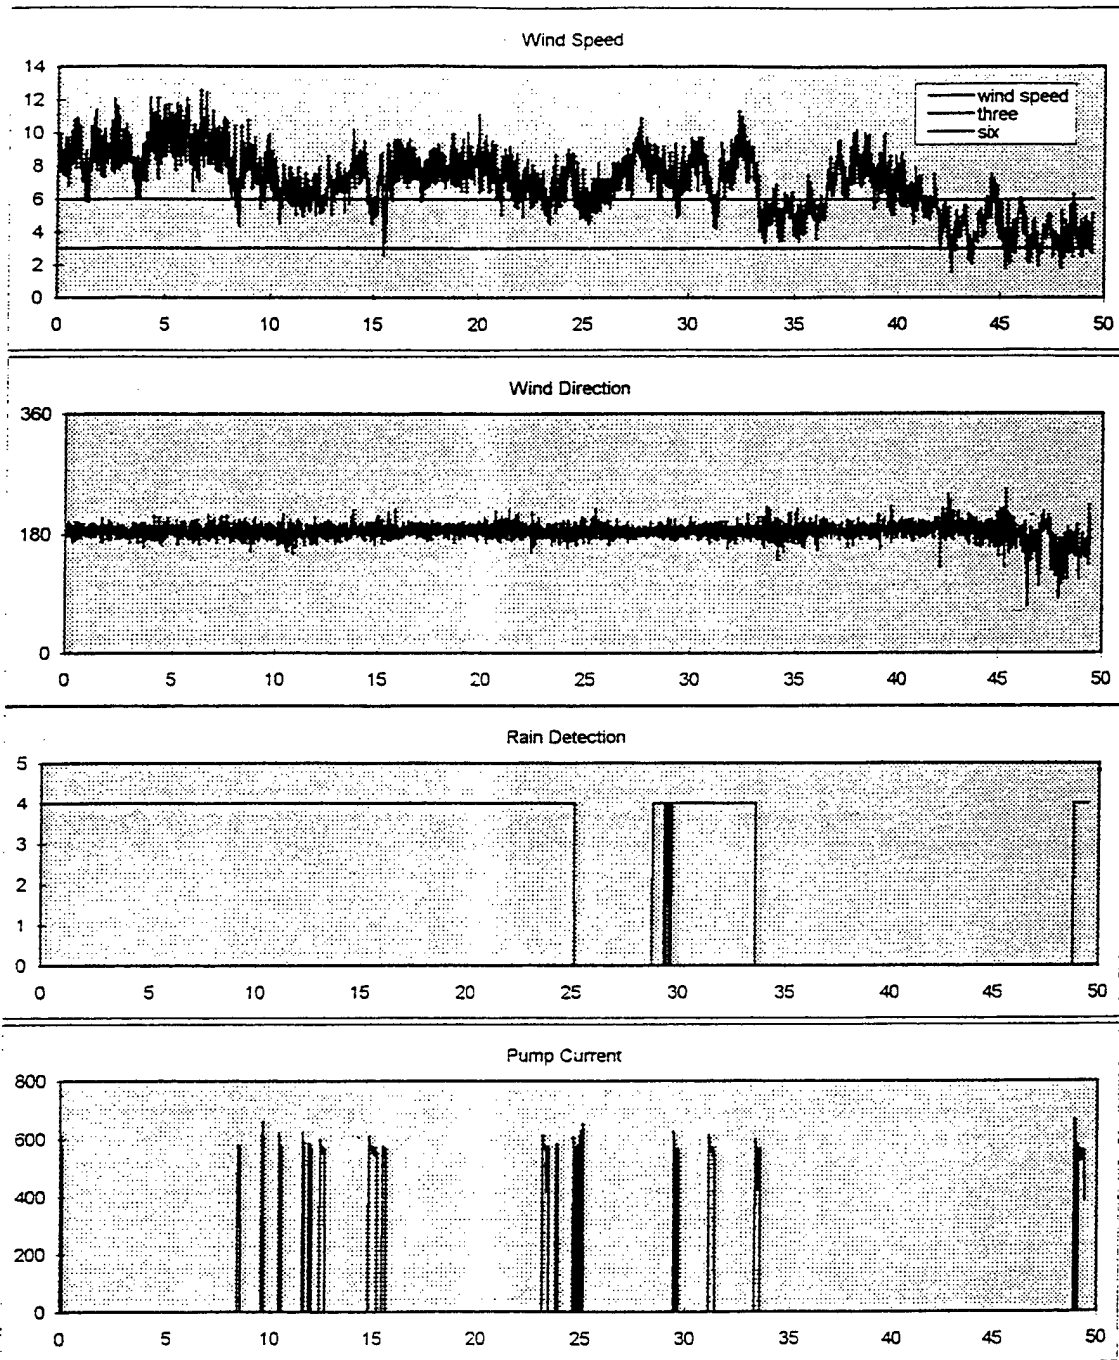 Wind Speed
14
12
10
8
6
4
2
0
wind speed
three
six
0 5 10 15 20 25 30 35 40 45 50
Wind Direction
360
180
0
0 5 10 15 20 25 30 35 40 45 50
Rain Detection
5
4
3
2
1
0
0 5 10 15 20 25 30 35 40 45 50
Pump Current
800
600
400
200
0
0 5 10 15 20 25 30 35 40 45 50